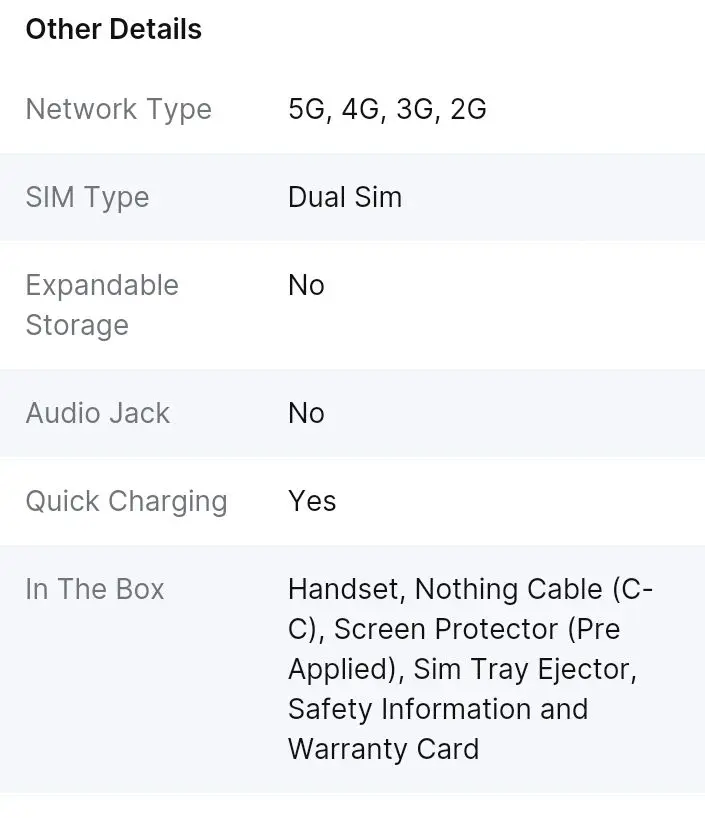 Other Details
Network Type 5G, 4G, 3G, 2G
SIM Type Dual Sim
Expandable Storage No
Audio Jack No
Quick Charging Yes
In The Box Handset, Nothing Cable (C-
C), Screen Protector (Pre
Applied), Sim Tray Ejector,
Safety Information and
Warranty Card